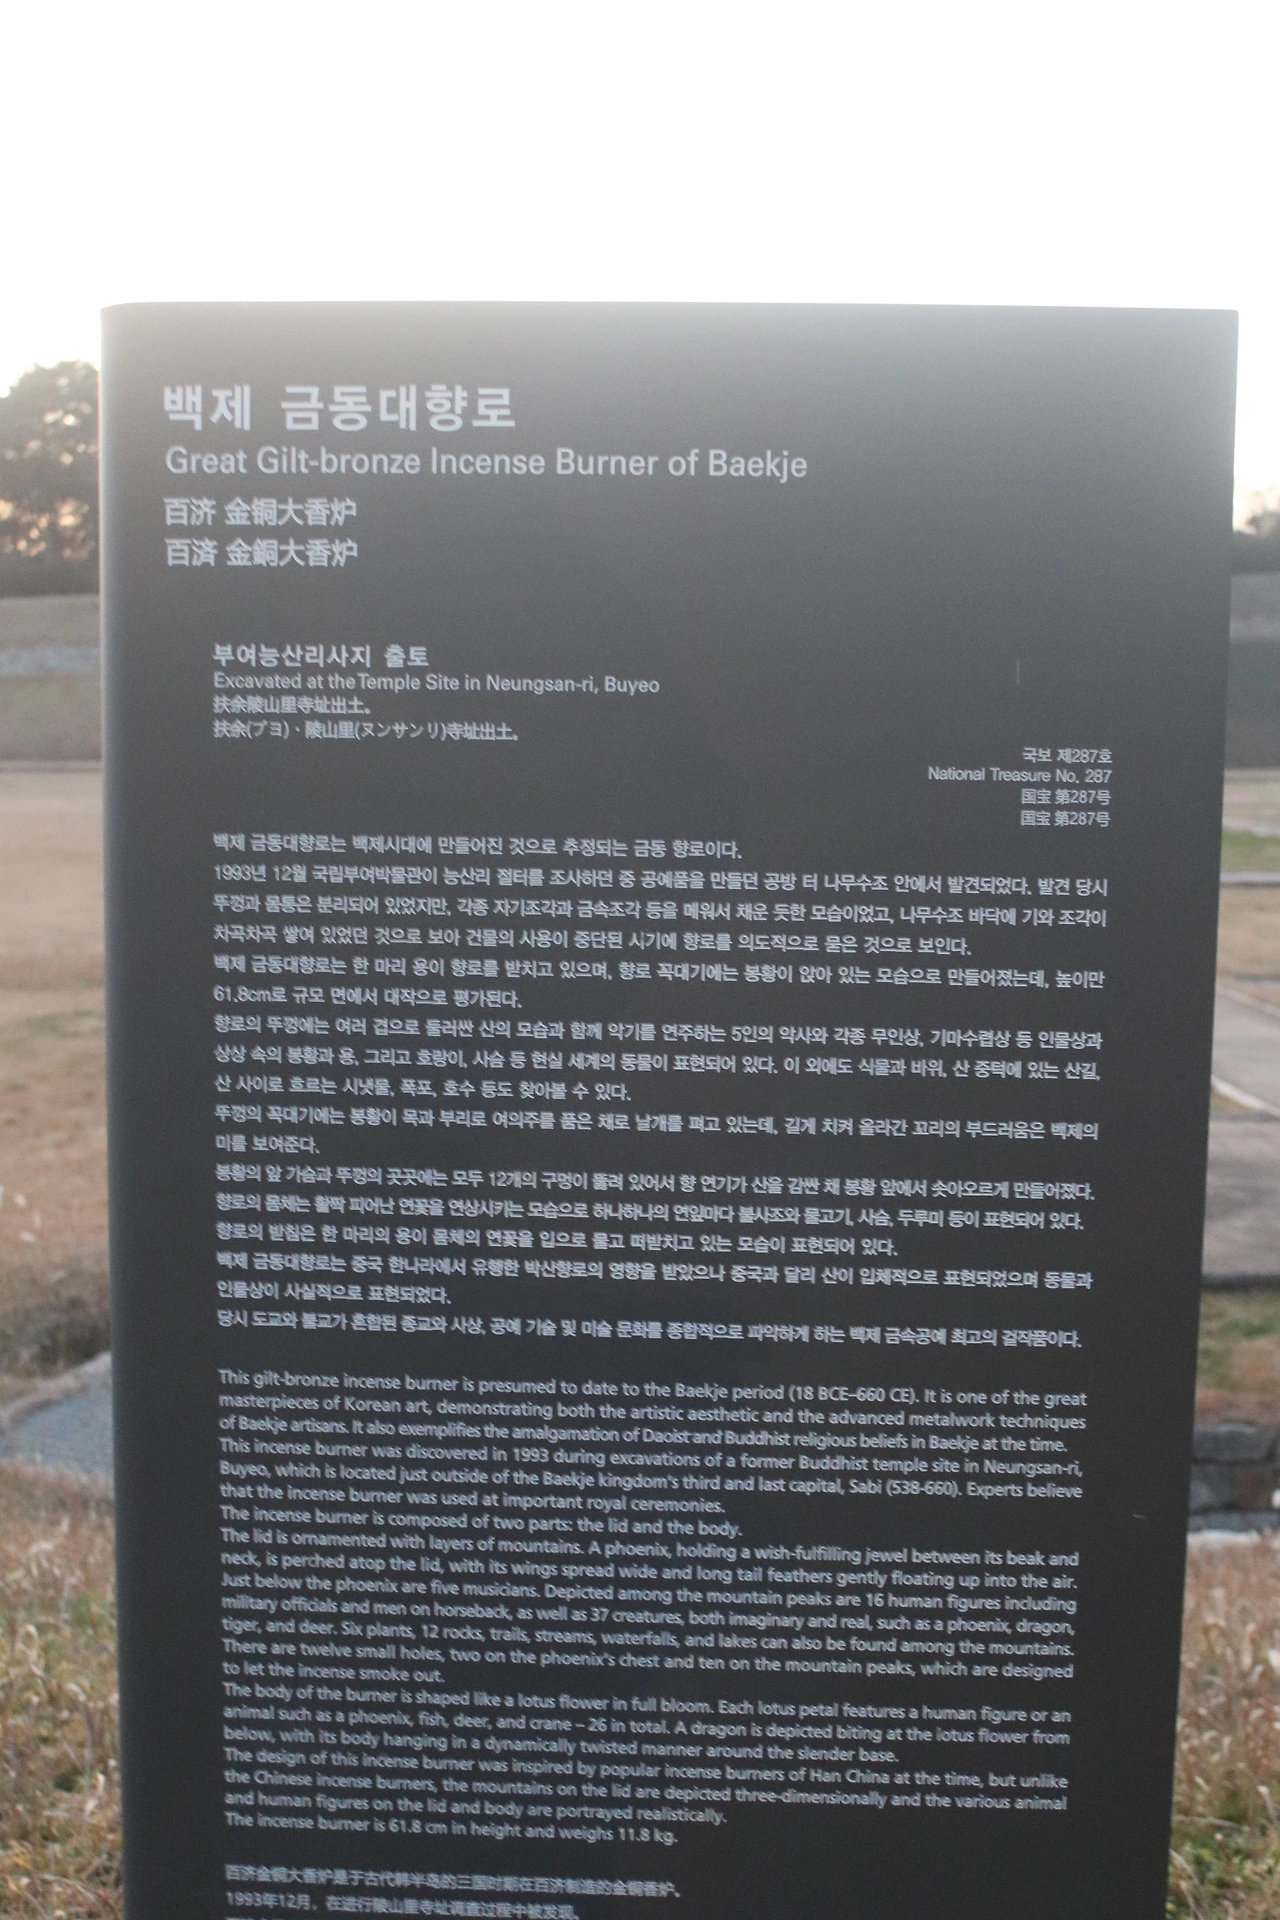 백제 금동대향로
Great Gilt-bronze Incense Burner of Baekje
百济 金铜大香炉
百済 金銅大香炉
부여능산리사지 출토
Excavated at the Temple Site in Neungsan-ri, Buyeo
扶余陵山里寺址出土。
扶余(プヨ)、陵山里(ヌンサンリ)寺址出土。
국보 제287호
National Treasure No. 287
国宝 第287号
国宝 第287号
백제 금동대향로는 백제시대에 만들어진 것으로 추정되는 금동 향로이다.
1993년 12월 국립부여박물관이 능산리 절터를 조사하던 중 공예품을 만들던 공방 터 나무수조 안에서 발견되었다. 발견 당시
뚜껑과 몸통은 분리되어 있었지만, 각종 자기조각과 금속조각 등을 메워서 채운 듯한 모습이었고, 나무수조 바닥에 기와 조각이
차곡차곡 쌓여 있었던 것으로 보아 건물의 사용이 중단된 시기에 향로를 의도적으로 묻은 것으로 보인다.
백제 금동대향로는 한 마리 용이 향로를 받치고 있으며, 향로 꼭대기에는 봉황이 앉아 있는 모습으로 만들어졌는데, 높이만
61.8cm로 규모 면에서 대작으로 평가된다.
향로의 뚜껑에는 여러 겹으로 둘러싼 산의 모습과 함께 악기를 연주하는 5인의 악사와 각종 무인상, 기마수렵상 등 인물상과
상상 속의 봉황과 용, 그리고 호랑이, 사슴 등 현실 세계의 동물이 표현되어 있다. 이 외에도 식물과 바위, 산 중턱에 있는 산길,
산 사이로 흐르는 시냇물, 폭포, 호수 등도 찾아볼 수 있다.
뚜껑의 꼭대기에는 봉황이 목과 부리로 여의주를 품은 채로 날개를 펴고 있는데, 길게 치켜 올라간 꼬리의 부드러움은 백제의
미를 보여준다.
봉황의 앞 가슴과 뚜껑의 곳곳에는 모두 12개의 구멍이 뚫려 있어서 향 연기가 산을 감싼 채 봉황 앞에서 솟아오르게 만들어졌다.
향로의 몸체는 활짝 피어난 연꽃을 연상시키는 모습으로 하나하나의 연잎마다 불사조와 물고기, 사슴, 두루미 등이 표현되어 있다.
향로의 받침은 한 마리의 용이 몸체의 연꽃을 입으로 물고 떠받치고 있는 모습이 표현되어 있다.
백제 금동대향로는 중국 한나라에서 유행한 박산향로의 영향을 받았으나 중국과 달리 산이 입체적으로 표현되었으며 동물과
인물상이 사실적으로 표현되었다.
당시 도교와 불교가 혼합된 종교와 사상, 공예 기술 및 미술 문화를 종합적으로 파악하게 하는 백제 금속공예 최고의 걸작품이다.
This gilt-bronze incense burner is presumed to date to the Baekje period (18 BCE–660 CE). It is one of the great
masterpieces of Korean art, demonstrating both the artistic aesthetic and the advanced metalwork techniques
of Baekje artisans. It also exemplifies the amalgamation of Daoist and Buddhist religious beliefs in Baekje at the time.
This incense burner was discovered in 1993 during excavations of a former Buddhist temple site in Neungsan-ri,
Buyeo, which is located just outside of the Baekje kingdom's third and last capital, Sabi (538-660). Experts believe
that the incense burner was used at important royal ceremonies.
The incense burner is composed of two parts: the lid and the body.
The lid is ornamented with layers of mountains. A phoenix, holding a wish-fulfilling jewel between its beak and
neck, is perched atop the lid, with its wings spread wide and long tail feathers gently floating up into the air.
Just below the phoenix are five musicians. Depicted among the mountain peaks are 16 human figures including
military officials and men on horseback, as well as 37 creatures, both imaginary and real, such as a phoenix, dragon,
tiger, and deer. Six plants, 12 rocks, trails, streams, waterfalls, and lakes can also be found among the mountains.
There are twelve small holes, two on the phoenix's chest and ten on the mountain peaks, which are designed
to let the incense smoke out.
The body of the burner is shaped like a lotus flower in full bloom. Each lotus petal features a human figure or an
animal such as a phoenix, fish, deer, and crane – 26 in total. A dragon is depicted biting at the lotus flower from
below, with its body hanging in a dynamically twisted manner around the slender base.
The design of this incense burner was inspired by popular incense burners of Han China at the time, but unlike
the Chinese incense burners, the mountains on the lid are depicted three-dimensionally and the various animal
and human figures on the lid and body are portrayed realistically.
The incense burner is 61.8 cm in height and weighs 11.8 kg.
百济金铜大香炉是于古代韩半岛的三国时期在百济制造的金铜香炉。
1993年12月，在进行陵山里寺址调查过程中被发现。